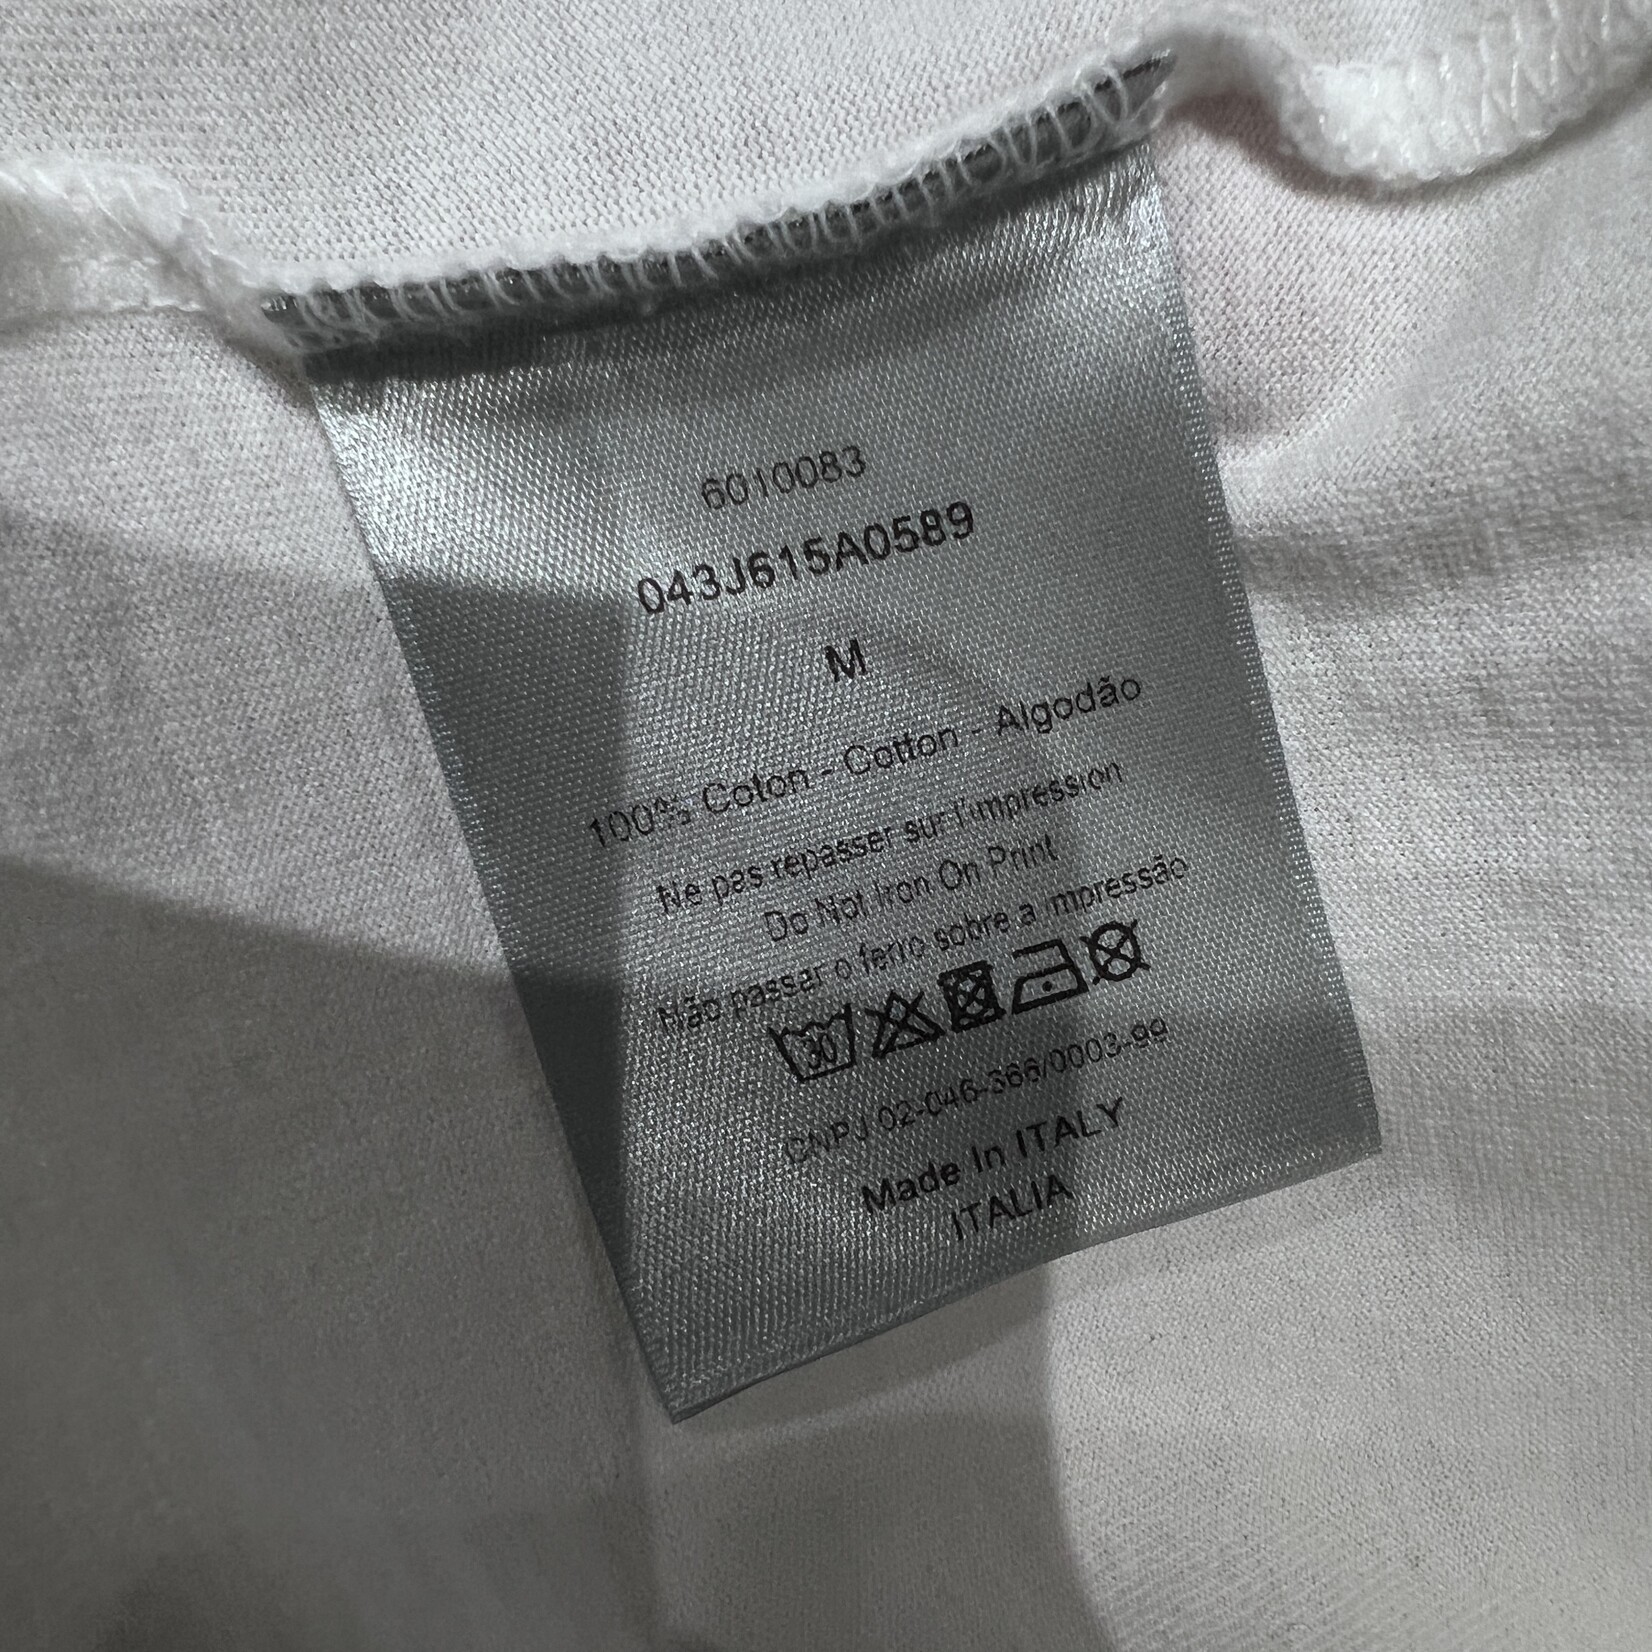 6010083
043J615A0589
M
100% Coton - Cotton - Algodão
Ne pas repasser sur l'impression
Do Not Iron On Print
Não passar o ferro sobre a impressão
30
CNPJ 02-046-366/0003-99
Made In ITALY
ITALIA